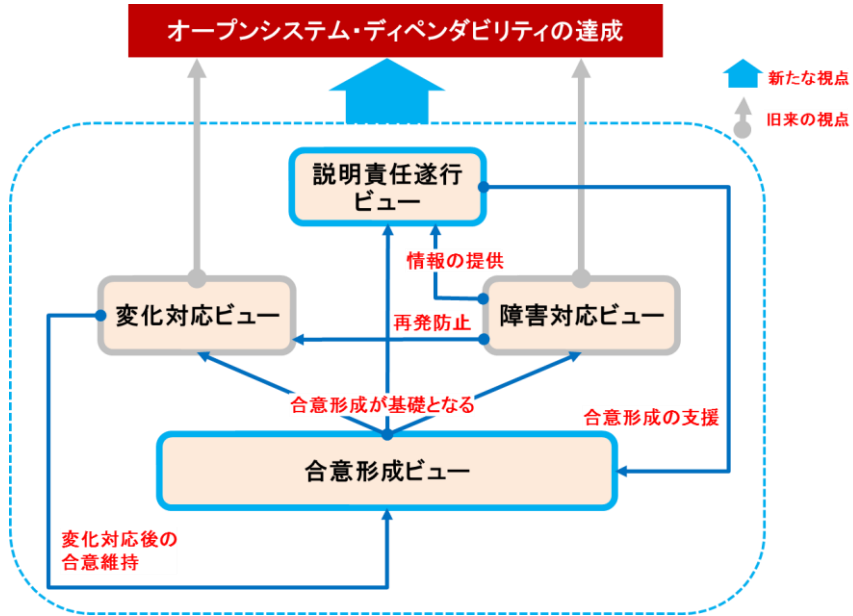 オープンシステム・ディペンダビリティの達成
新たな視点
旧来の視点
説明責任遂行
ビュー
情報の提供
変化対応ビュー
再発防止
障害対応ビュー
合意形成が基礎となる
合意形成の支援
合意形成ビュー
変化対応後の
合意維持